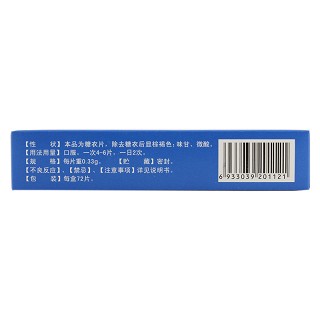 【性　　状】本品为糖衣片，除去糖衣后显棕褐色；味甘、微酸。
【用法用量】口服，一次4-6片，一日2次。
【规　　格】每片重0.33g。　　【贮　　藏】密封。
【不良反应】、【禁忌】、【注意事项】详见说明书。
【包　　装】每盒72片。
6 933039 201121